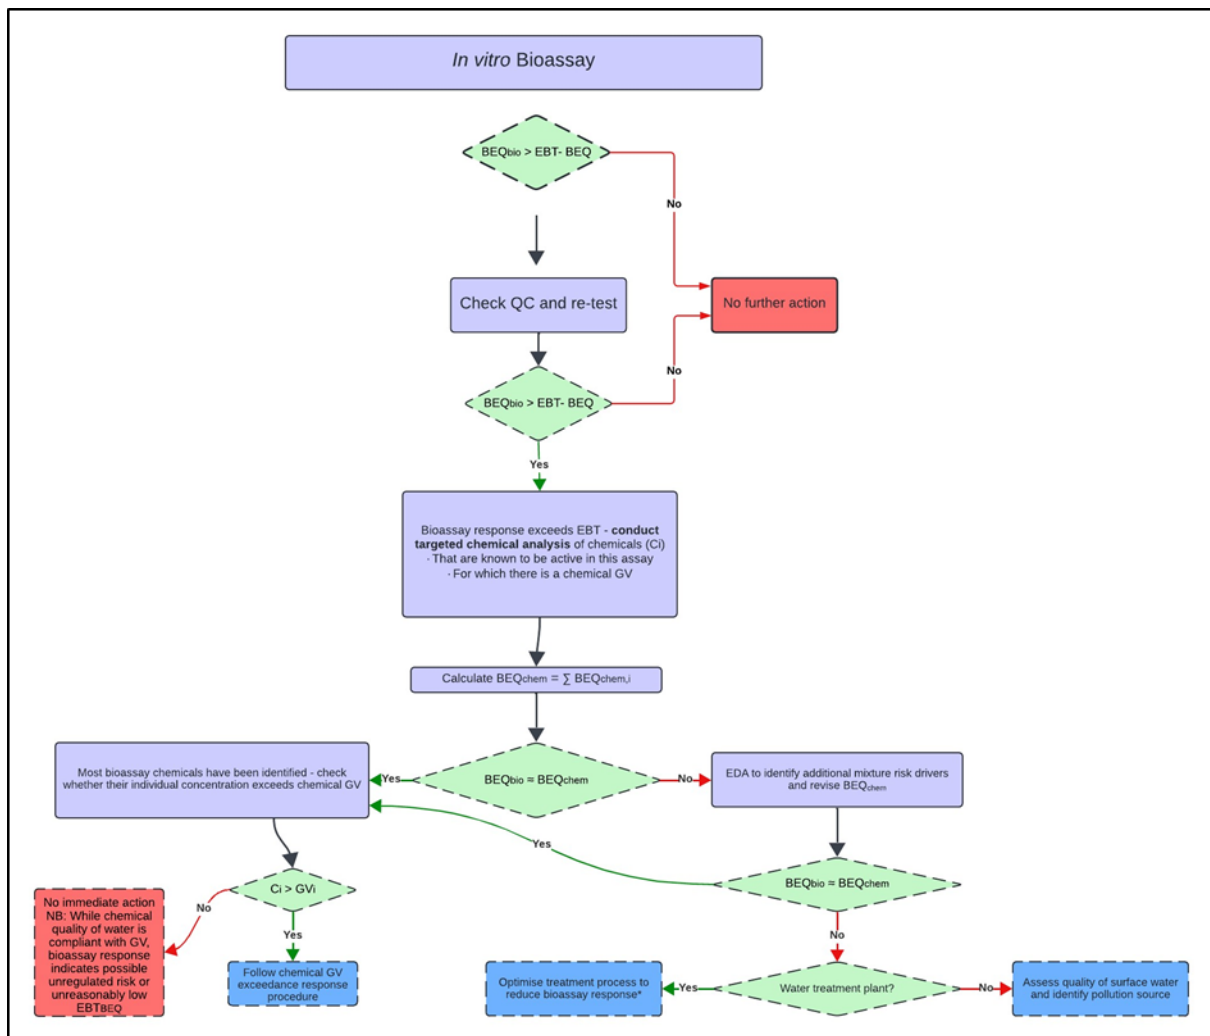 In vitro Bioassay
BEQbio > EBT- BEQ
No
Check QC and re-test
No further action
No
BEQbio > EBT- BEQ
Yes
Bioassay response exceeds EBT - conduct
targeted chemical analysis of chemicals (Ci)
· That are known to be active in this assay
· For which there is a chemical GV
Calculate BEQchem = ∑ BEQchem,i
Most bioassay chemicals have been identified - check
whether their individual concentration exceeds chemical GV
Yes
BEQbio ≈ BEQchem
No
EDA to identify additional mixture risk drivers
and revise BEQchem
Yes
Ci > GVi
BEQbio ≈ BEQchem
No immediate action
NB: While chemical
quality of water is
compliant with GV,
bioassay response
indicates possible
unregulated risk or
unreasonably low
EBTBEQ
No
Yes
No
Follow chemical GV
exceedance response
procedure
Optimise treatment process to
reduce bioassay response*
Yes
Water treatment plant?
No
Assess quality of surface water
and identify pollution source